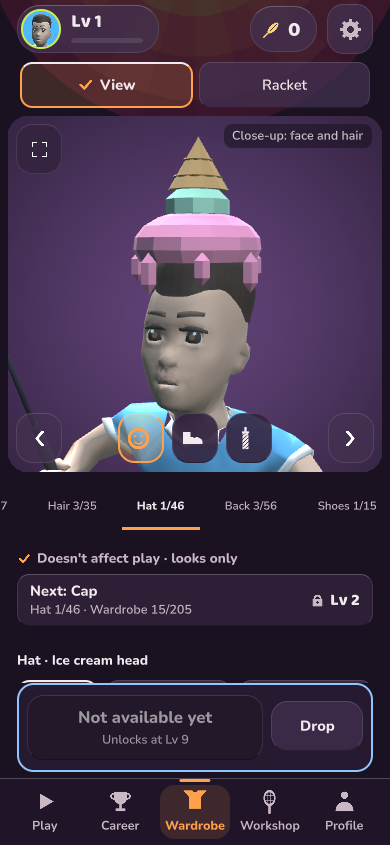 Lv 1
0
View
Racket
Close-up: face and hair
7
Hair 3/35
Hat 1/46
Back 3/56
Shoes 1/15
Doesn't affect play · looks only
Next: Cap
Hat 1/46 · Wardrobe 15/205
Lv 2
Hat · Ice cream head
Not available yet
Unlocks at Lv 9
Drop
Play
Career
Wardrobe
Workshop
Profile